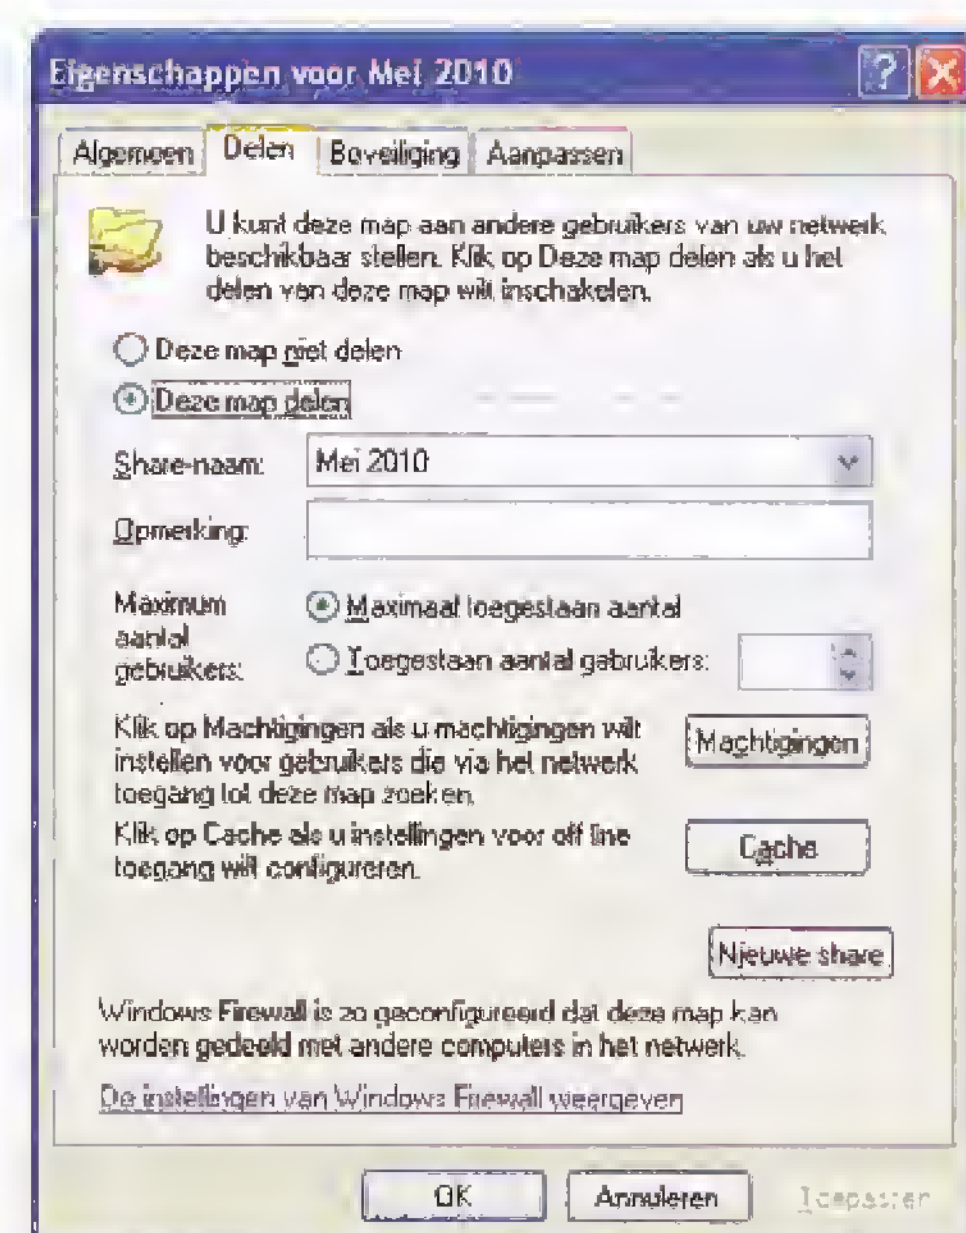 Eigenschappen voor Mei 2010
Algemeen Delen Beveiliging Aanpassen
U kunt deze map aan andere gebruikers van uw netwerk
beschikbaar stellen. Klik op Deze map delen als u het
delen van deze map wilt inschakelen.
Deze map niet delen
Deze map delen
Share-naam: Mei 2010
Opmerking:
Maximum
aantal
gebruikers:
Maximaal toegestaan aantal
Toegestaan aantal gebruikers:
Klik op Machtigingen als u machtigingen wilt
instellen voor gebruikers die via het netwerk
toegang tot deze map zoeken.
Machtigingen
Klik op Cache als u instellingen voor off line
toegang wilt configureren.
Cache
Nieuwe share
Windows Firewall is zo geconfigureerd dat deze map kan
worden gedeeld met andere computers in het netwerk.
De instellingen van Windows Firewall weergeven
OK Annuleren Toepassen